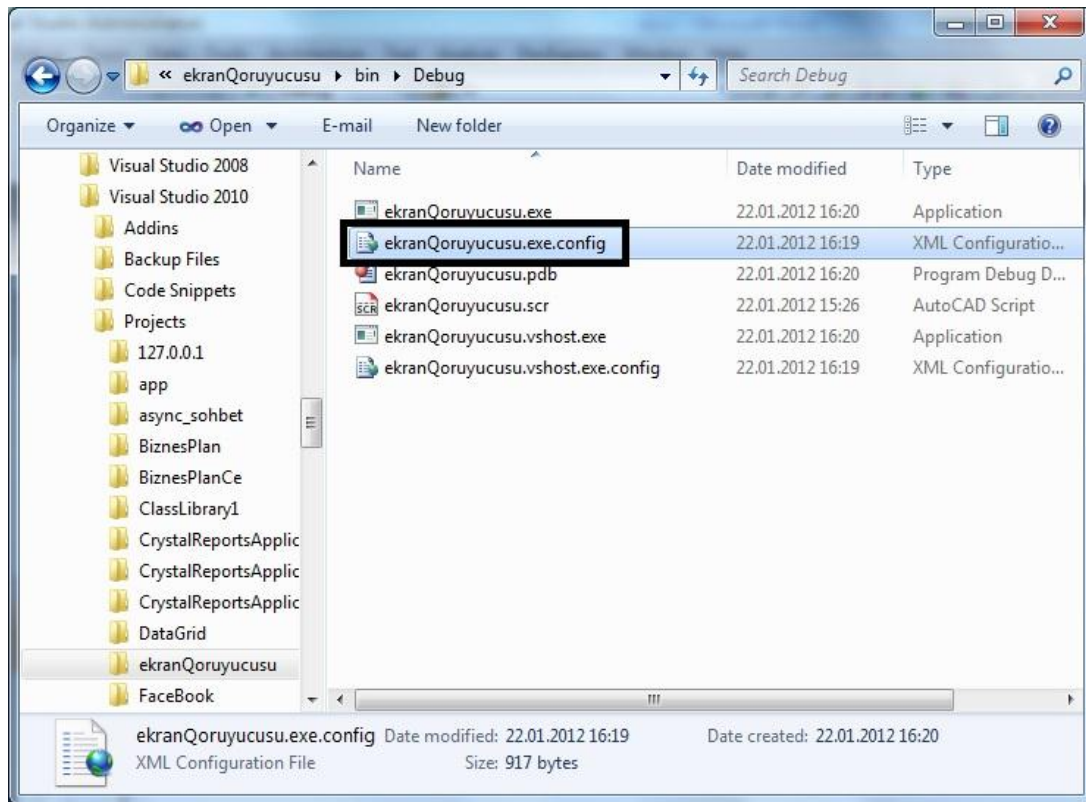 « ekranQoruyucusu ▸ bin ▸ Debug
Search Debug
Organize Open E-mail New folder
Visual Studio 2008
Visual Studio 2010
Addins
Backup Files
Code Snippets
Projects
127.0.0.1
app
async_sohbet
BiznesPlan
BiznesPlanCe
ClassLibrary1
CrystalReportsApplic
CrystalReportsApplic
CrystalReportsApplic
DataGrid
ekranQoruyucusu
FaceBook
Name Date modified Type
ekranQoruyucusu.exe 22.01.2012 16:20 Application
ekranQoruyucusu.exe.config 22.01.2012 16:19 XML Configuratio...
ekranQoruyucusu.pdb 22.01.2012 16:20 Program Debug D...
SCR ekranQoruyucusu.scr 22.01.2012 15:26 AutoCAD Script
ekranQoruyucusu.vshost.exe 22.01.2012 16:20 Application
ekranQoruyucusu.vshost.exe.config 22.01.2012 16:19 XML Configuratio...
ekranQoruyucusu.exe.config Date modified: 22.01.2012 16:19 Date created: 22.01.2012 16:20
XML Configuration File Size: 917 bytes